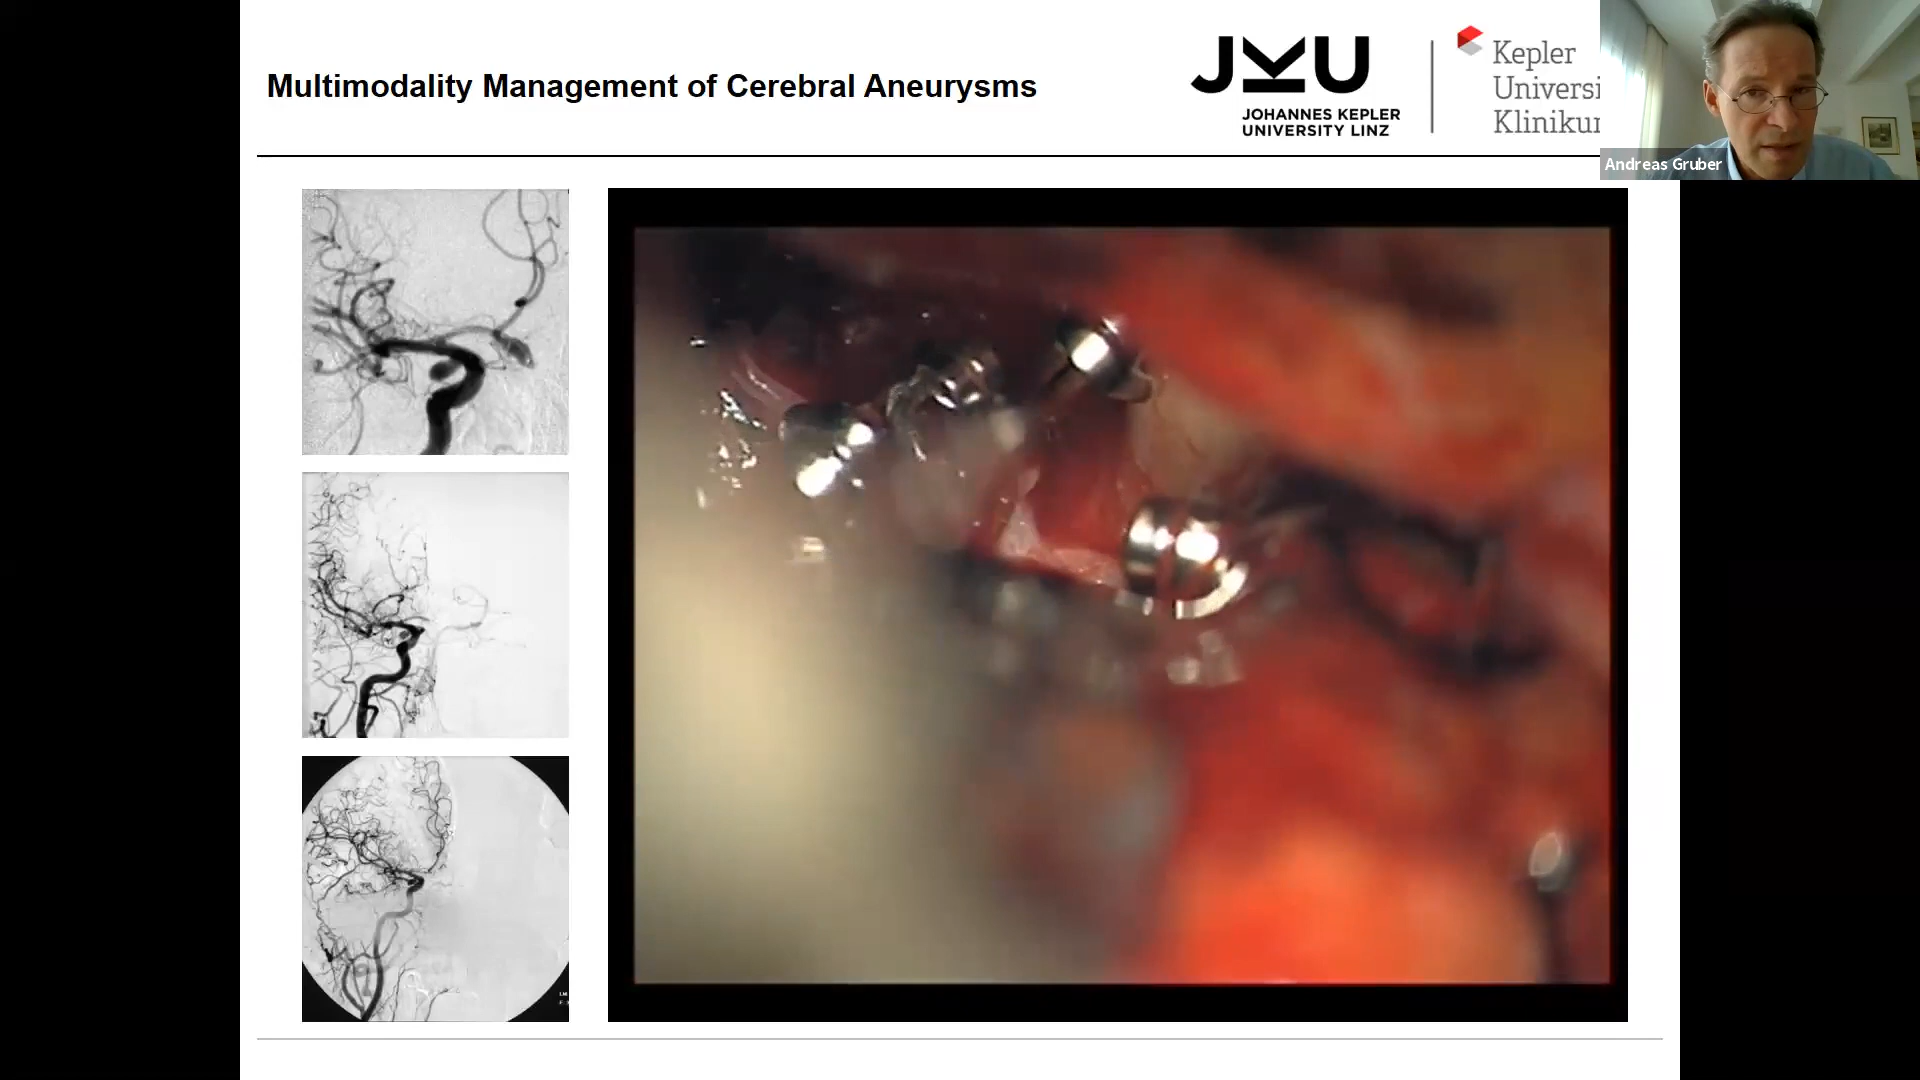 Multimodality Management of Cerebral Aneurysms
JKU
JOHANNES KEPLER
UNIVERSITY LINZ
Kepler
Universi
Klinikur
Andreas Gruber